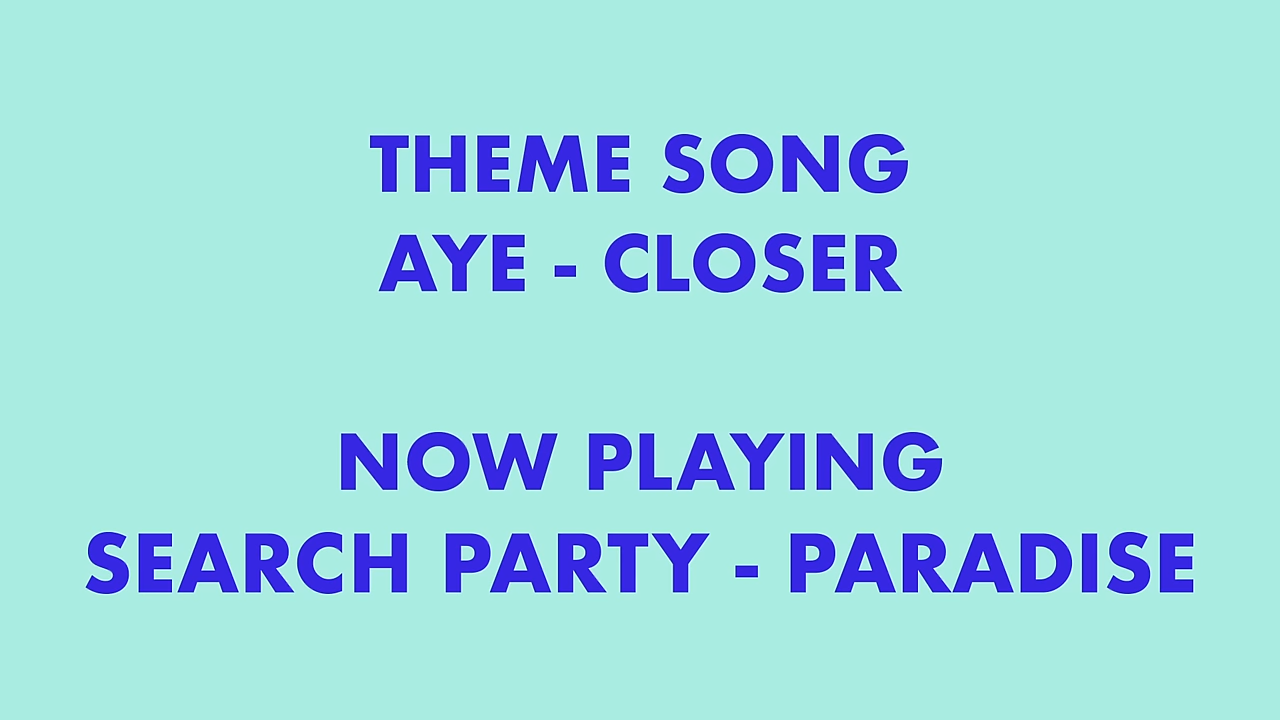 THEME SONG
AYE - CLOSER
NOW PLAYING
SEARCH PARTY - PARADISE